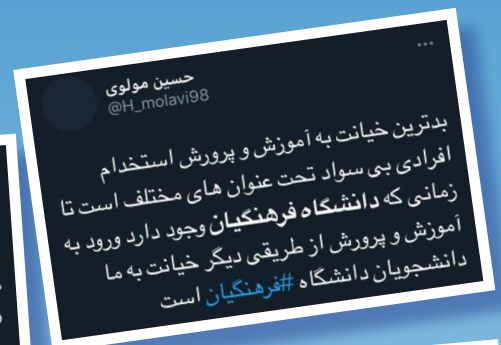 حسین مولوی
@H_molavi98
بدترین خیانت به آموزش و پرورش استخدام
افرادی بی سواد تحت عنوان های مختلف است تا
زمانی که دانشگاه فرهنگیان وجود دارد ورود به
آموزش و پرورش از طریقی دیگر خیانت به ما
دانشجویان دانشگاه #فرهنگیان است